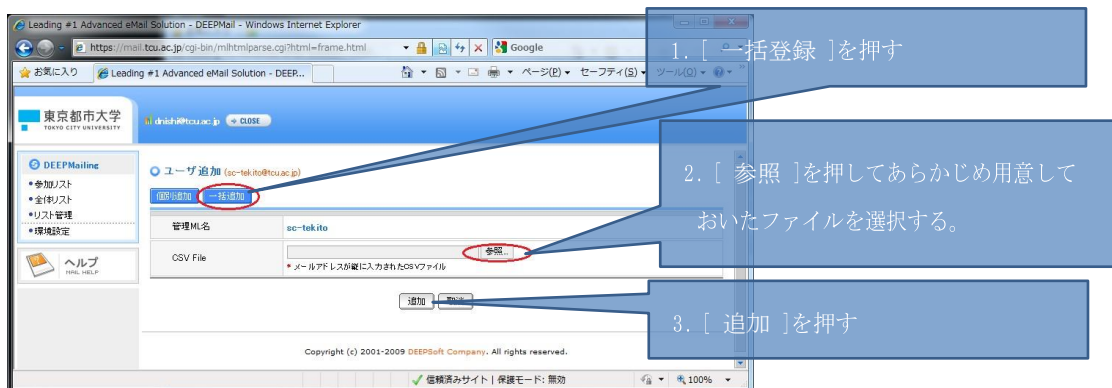 Leading #1 Advanced eMail Solution - DEEPMail - Windows Internet Explorer
https://mail.tcu.ac.jp/cgi-bin/mlhtmlparse.cgi?html=frame.html
Google
お気に入り
Leading #1 Advanced eMail Solution - DEEP...
ページ(P)
セーフティ(S)
ツール(O)
1. [ 一括登録 ]を押す
東京都市大学
TOKYO CITY UNIVERSITY
dnishi@tcu.ac.jp
CLOSE
DEEPMailing
•参加リスト
•全体リスト
•リスト管理
•環境設定
ヘルプ
MAIL HELP
ユーザ追加 (sc-tekito@tcu.ac.jp)
個別追加
一括追加
管理ML名
sc-tekito
CSV File
参照...
• メールアドレスが縦に入力されたCSVファイル
2. [ 参照 ]を押してあらかじめ用意して
おいたファイルを選択する。
追加
取消
3. [ 追加 ]を押す
Copyright (c) 2001-2009 DEEPSoft Company. All rights reserved.
信頼済みサイト | 保護モード: 無効
100%